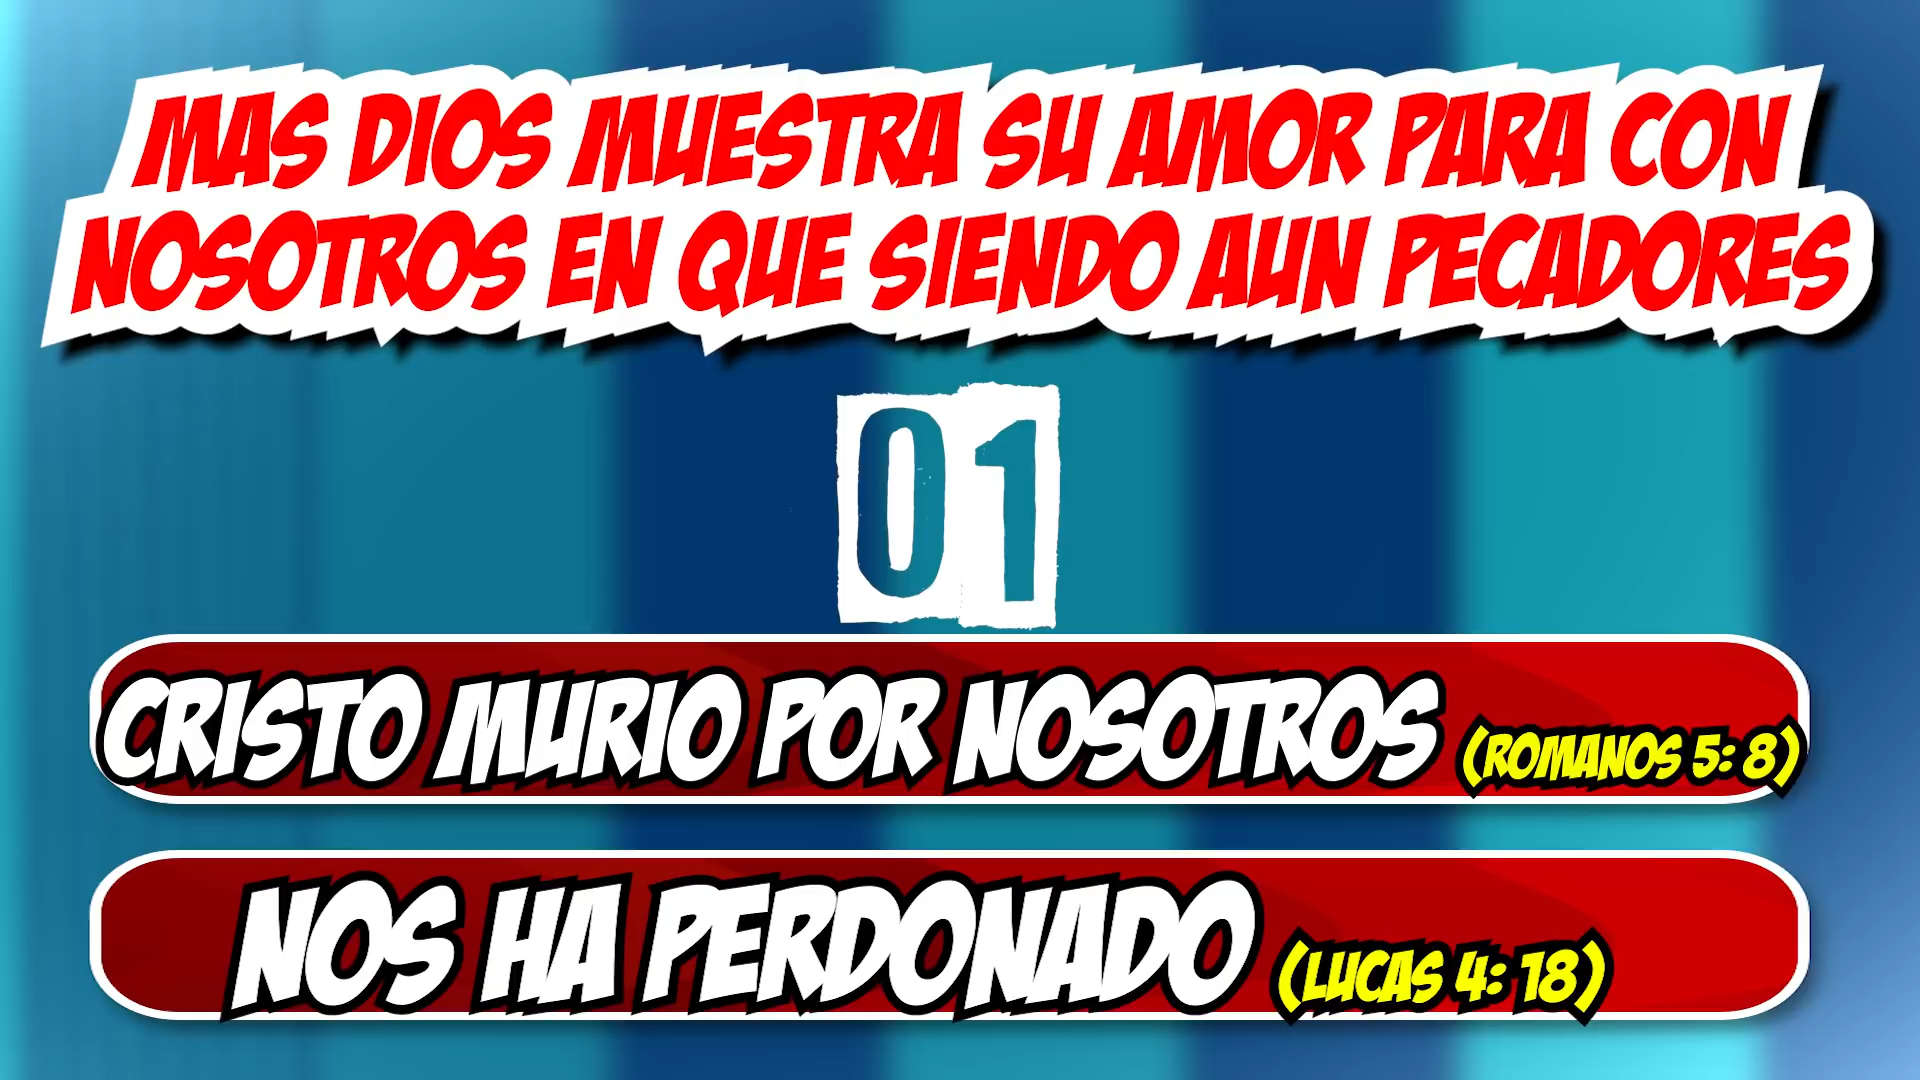 MAS DIOS MUESTRA SU AMOR PARA CON
NOSOTROS EN QUE SIENDO AUN PECADORES
01
CRISTO MURIO POR NOSOTROS (ROMANOS 5: 8)
NOS HA PERDONADO (LUCAS 4: 18)